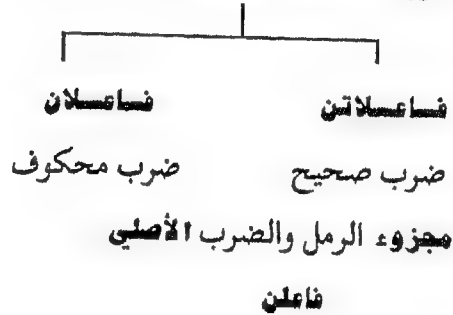 فاعلاتن فاعلان
ضرب صحيح ضرب محكوف
مجزوء الرمل والضرب الأصلي
فاعلن